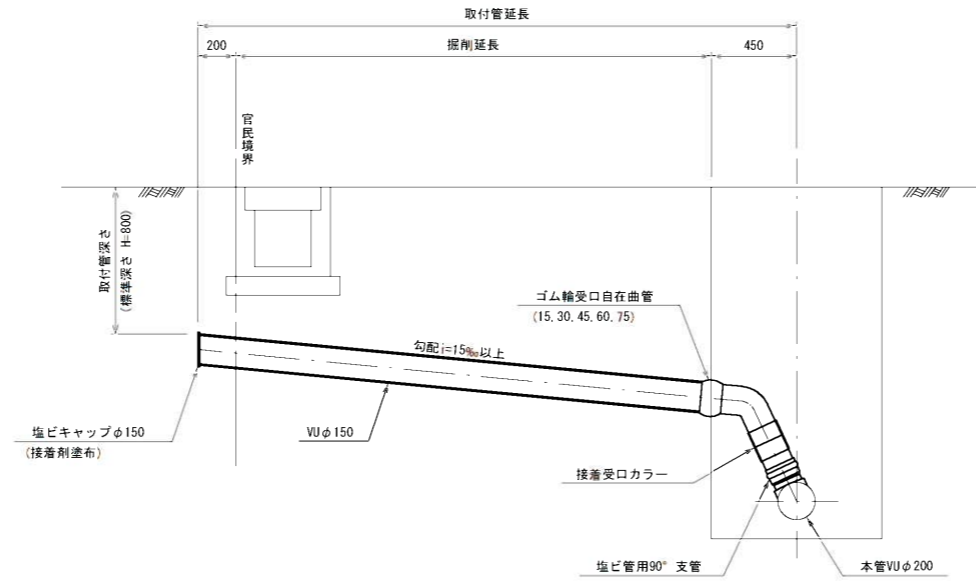 取付管延長
200
掘削延長
450
官民境界
取付管深さ
(標準深さ H=800)
ゴム輪受口自在曲管
(15、30、45、60、75)
勾配i=15‰以上
塩ビキャップφ150
(接着剤塗布)
VUφ150
接着受口カラー
塩ビ管用90° 支管
本管VUφ200